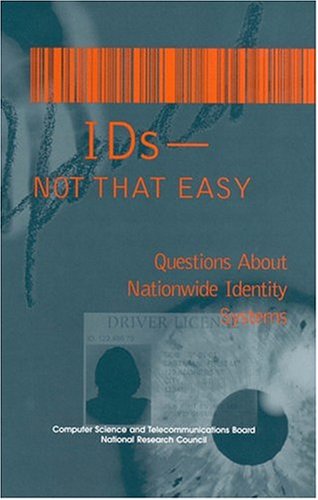 IDs—
NOT THAT EASY
Questions About
Nationwide Identity
Systems
DRIVER LICENSE
Computer Science and Telecommunications Board
National Research Council